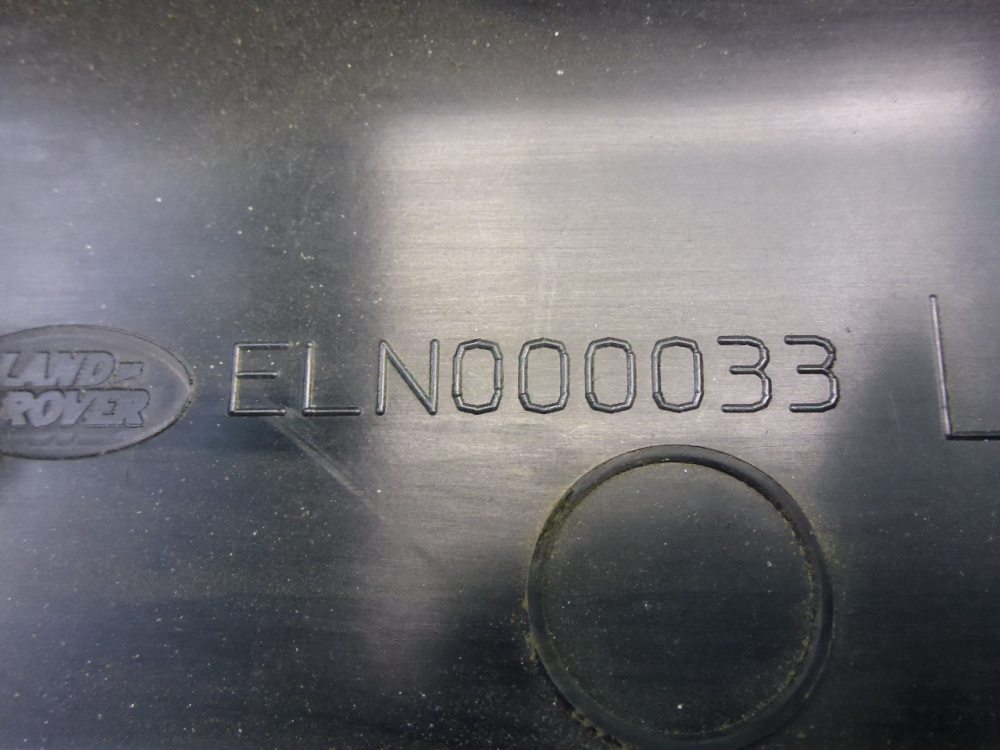 LAND-
ROVER
ELN000033
L